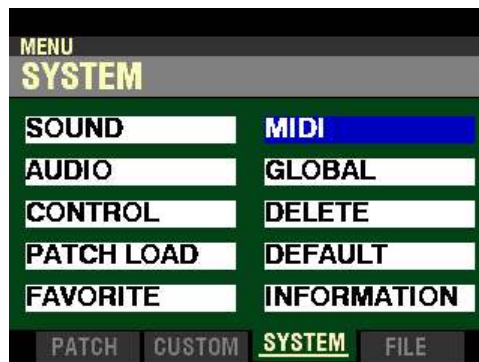 MENU
SYSTEM
SOUND
MIDI
AUDIO
GLOBAL
CONTROL
DELETE
PATCH LOAD
DEFAULT
FAVORITE
INFORMATION
PATCH CUSTOM SYSTEM FILE